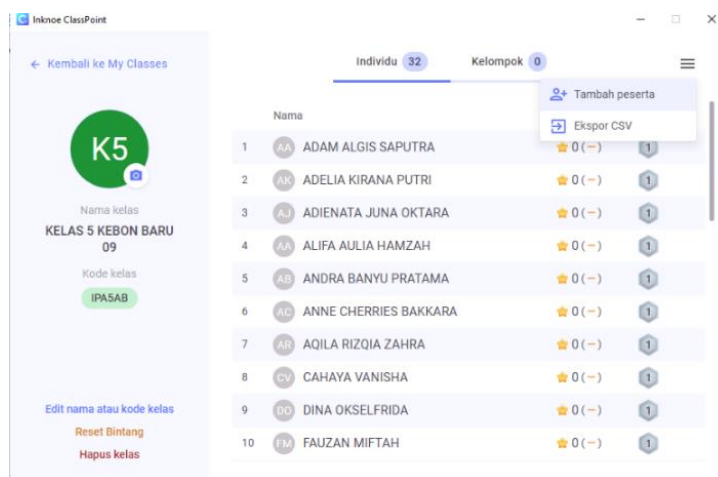 Inknoe ClassPoint
← Kembali ke My Classes
K5
Nama kelas
KELAS 5 KEBON BARU
09
Kode kelas
IPA5AB
Edit nama atau kode kelas
Reset Bintang
Hapus kelas
Individu 32 Kelompok 0
Tambah peserta
Ekspor CSV
Nama
1 AA ADAM ALGIS SAPUTRA 0 (—) 1
2 AK ADELIA KIRANA PUTRI 0 (—) 1
3 AJ ADIENATA JUNA OKTARA 0 (—) 1
4 AA ALIFA AULIA HAMZAH 0 (—) 1
5 AB ANDRA BANYU PRATAMA 0 (—) 1
6 AC ANNE CHERRIES BAKKARA 0 (—) 1
7 AR AQILA RIZQIA ZAHRA 0 (—) 1
8 CV CAHAYA VANISHA 0 (—) 1
9 DO DINA OKSELFRIDA 0 (—) 1
10 FM FAUZAN MIFTAH 0 (—) 1